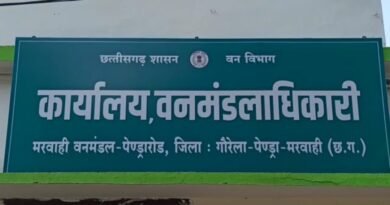 छत्तीसगढ़ शासन वन विभाग
कार्यालय, वनमंडलाधिकारी
मरवाही वनमंडल-पेण्ड्रारोड, जिला : गौरेला-पेण्ड्रा-मरवाही (छ.ग.)